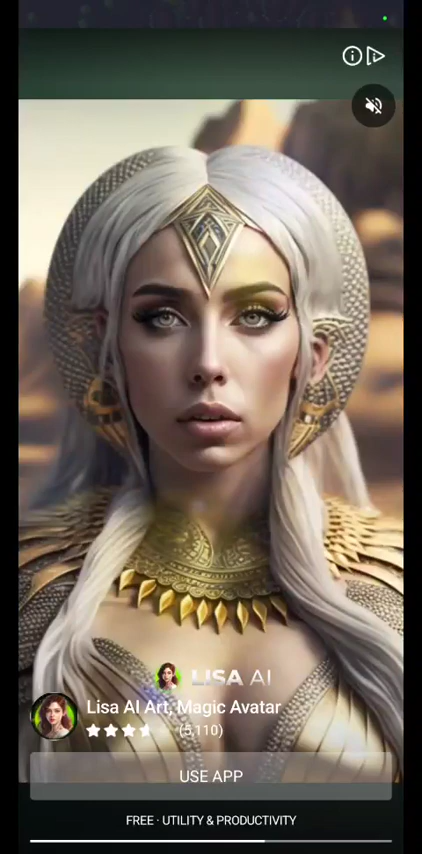 LISA AI
Lisa AI Art, Magic Avatar
(5,110)
USE APP
FREE · UTILITY & PRODUCTIVITY